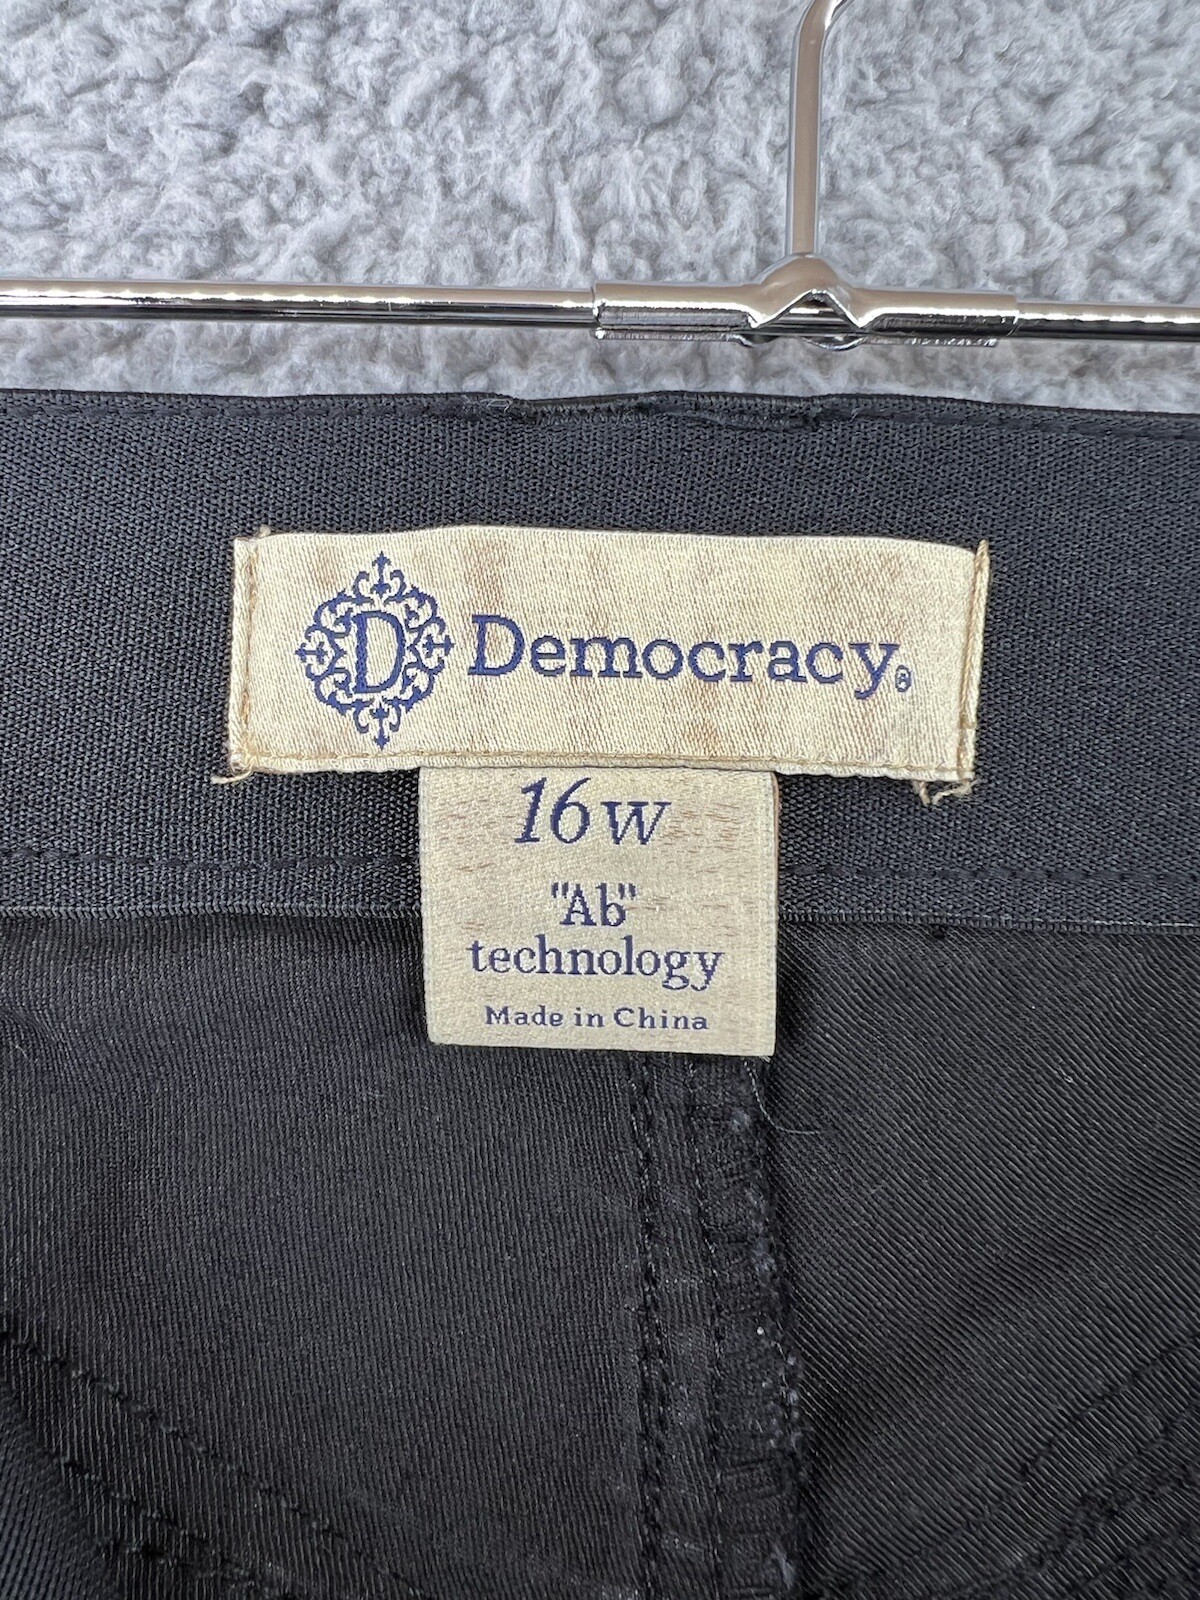 D Democracy®
16W
"Ab"
technology
Made in China